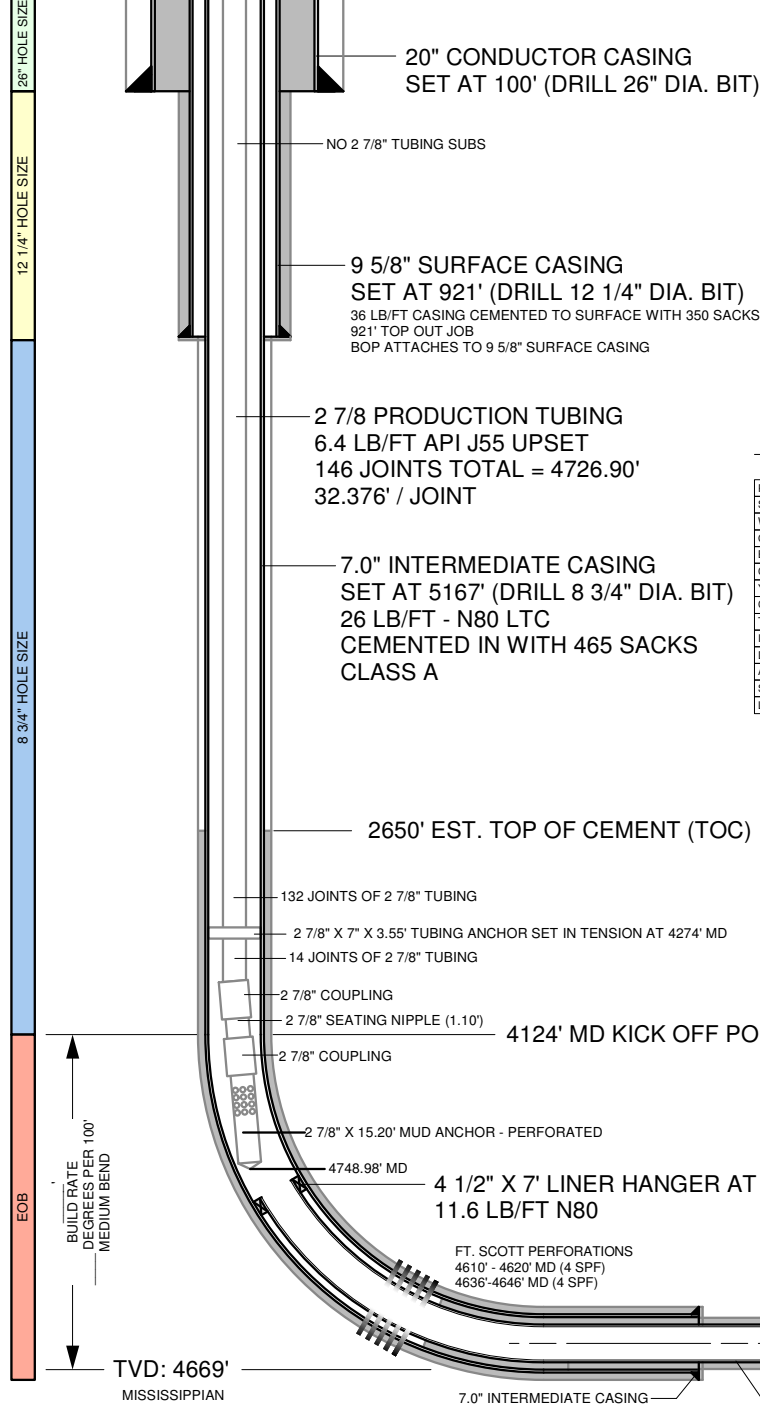 26" HOLE SIZE
20" CONDUCTOR CASING
SET AT 100' (DRILL 26" DIA. BIT)
NO 2 7/8" TUBING SUBS
12 1/4" HOLE SIZE
9 5/8" SURFACE CASING
SET AT 921' (DRILL 12 1/4" DIA. BIT)
36 LB/FT CASING CEMENTED TO SURFACE WITH 350 SACKS
921' TOP OUT JOB
BOP ATTACHES TO 9 5/8" SURFACE CASING
2 7/8 PRODUCTION TUBING
6.4 LB/FT API J55 UPSET
146 JOINTS TOTAL = 4726.90'
32.376' / JOINT
7.0" INTERMEDIATE CASING
SET AT 5167' (DRILL 8 3/4" DIA. BIT)
26 LB/FT - N80 LTC
CEMENTED IN WITH 465 SACKS
CLASS A
8 3/4" HOLE SIZE
2650' EST. TOP OF CEMENT (TOC)
132 JOINTS OF 2 7/8" TUBING
2 7/8" X 7" X 3.55' TUBING ANCHOR SET IN TENSION AT 4274' MD
14 JOINTS OF 2 7/8" TUBING
2 7/8" COUPLING
2 7/8" SEATING NIPPLE (1.10')
4124' MD KICK OFF PO
2 7/8" COUPLING
2 7/8" X 15.20' MUD ANCHOR - PERFORATED
4748.98' MD
4 1/2" X 7' LINER HANGER AT
11.6 LB/FT N80
EOB
'
BUILD RATE
DEGREES PER 100'
MEDIUM BEND
FT. SCOTT PERFORATIONS
4610' - 4620' MD (4 SPF)
4636'-4646' MD (4 SPF)
TVD: 4669'
MISSISSIPPIAN
7.0" INTERMEDIATE CASING